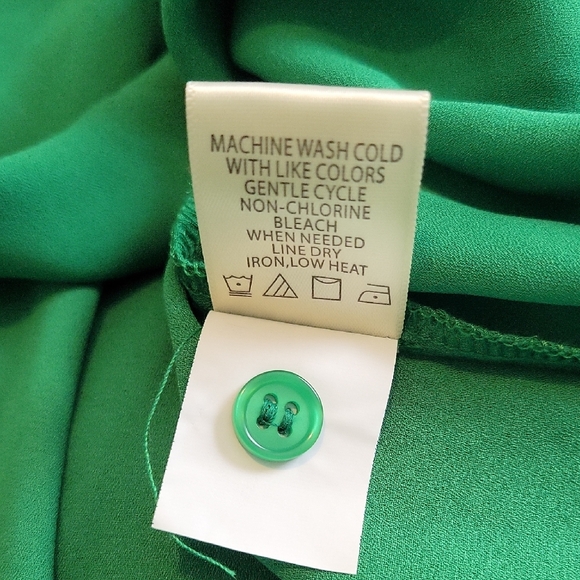 MACHINE WASH COLD
WITH LIKE COLORS
GENTLE CYCLE
NON-CHLORINE
BLEACH
WHEN NEEDED
LINE DRY
IRON,LOW HEAT